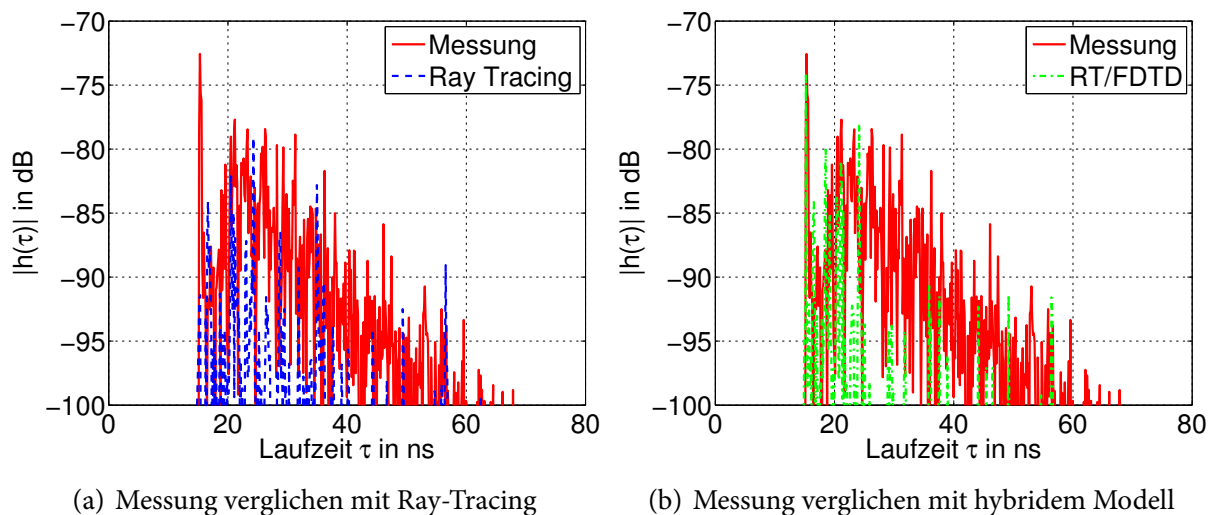 −70
−75
−80
−85
−90
−95
−100
0
20
40
60
80
|h(τ)| in dB
Laufzeit τ in ns
Messung
Ray Tracing
(a) Messung verglichen mit Ray-Tracing
−70
−75
−80
−85
−90
−95
−100
0
20
40
60
80
|h(τ)| in dB
Laufzeit τ in ns
Messung
RT/FDTD
(b) Messung verglichen mit hybridem Modell